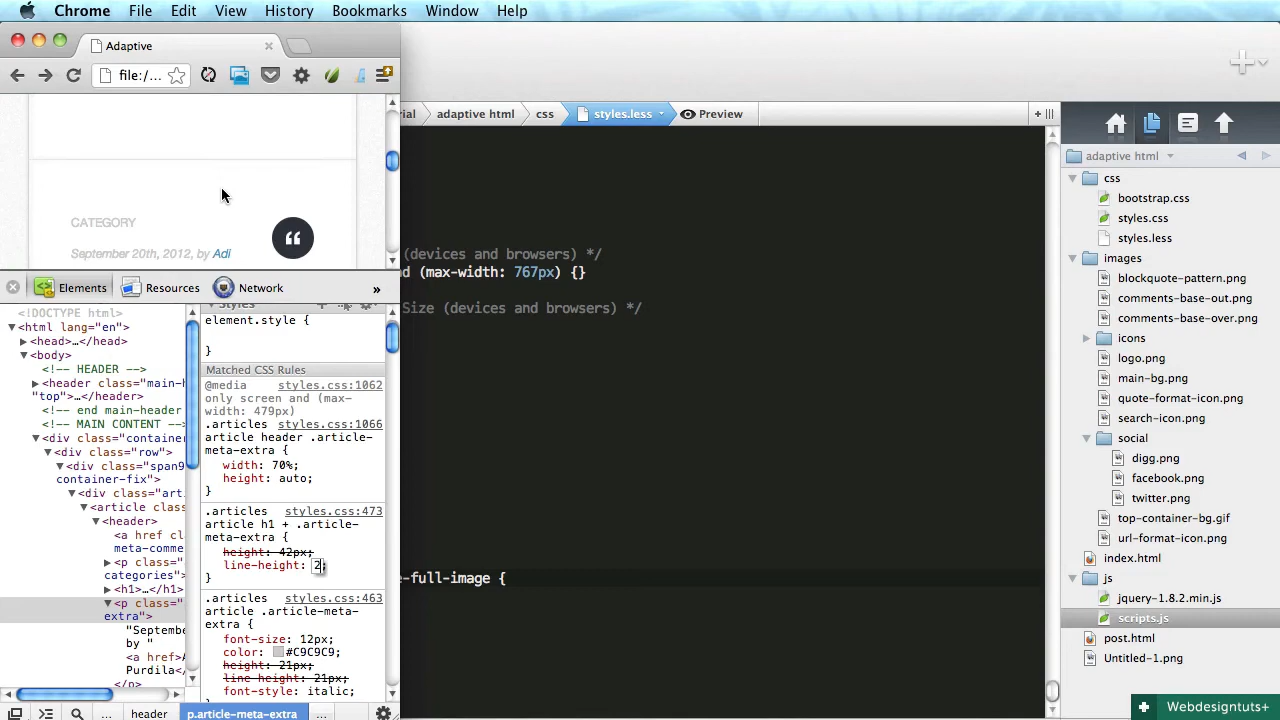 Chrome File Edit View History Bookmarks Window Help
Adaptive
file:/...
rial adaptive html css styles.less Preview
adaptive html
CATEGORY
September 20th, 2012, by Adi
(devices and browsers) */
nd (max-width: 767px) {}
Size (devices and browsers) */
e-full-image {
Elements Resources Network »
<!DOCTYPE html>
<html lang="en">
<head>…</head>
<body>
<!-- HEADER -->
<header class="main-h
"top">…</header>
<!-- end main-header
<!-- MAIN CONTENT -->
<div class="container
<div class="row">
<div class="span9
container-fix">
<div class="art
<article class=
<header>
<a href cl
meta-comme
<p class="
categories">
<h1>…</h1>
<p class="
extra">
"Septembe
by "
<a href>A
Purdila</
</p>
Styles
element.style {
}
Matched CSS Rules
@media styles.css:1062
only screen and (max-
width: 479px)
.articles styles.css:1066
article header .article-
meta-extra {
width: 70%;
height: auto;
}
.articles styles.css:473
article h1 + .article-
meta-extra {
height: 42px;
line-height: 2;
}
.articles styles.css:463
article .article-meta-
extra {
font-size: 12px;
color: #C9C9C9;
height: 21px;
line-height: 21px;
font-style: italic;
... header p.article-meta-extra ...
css
bootstrap.css
styles.css
styles.less
images
blockquote-pattern.png
comments-base-out.png
comments-base-over.png
icons
logo.png
main-bg.png
quote-format-icon.png
search-icon.png
social
digg.png
facebook.png
twitter.png
top-container-bg.gif
url-format-icon.png
index.html
js
jquery-1.8.2.min.js
scripts.js
post.html
Untitled-1.png
Webdesigntuts+